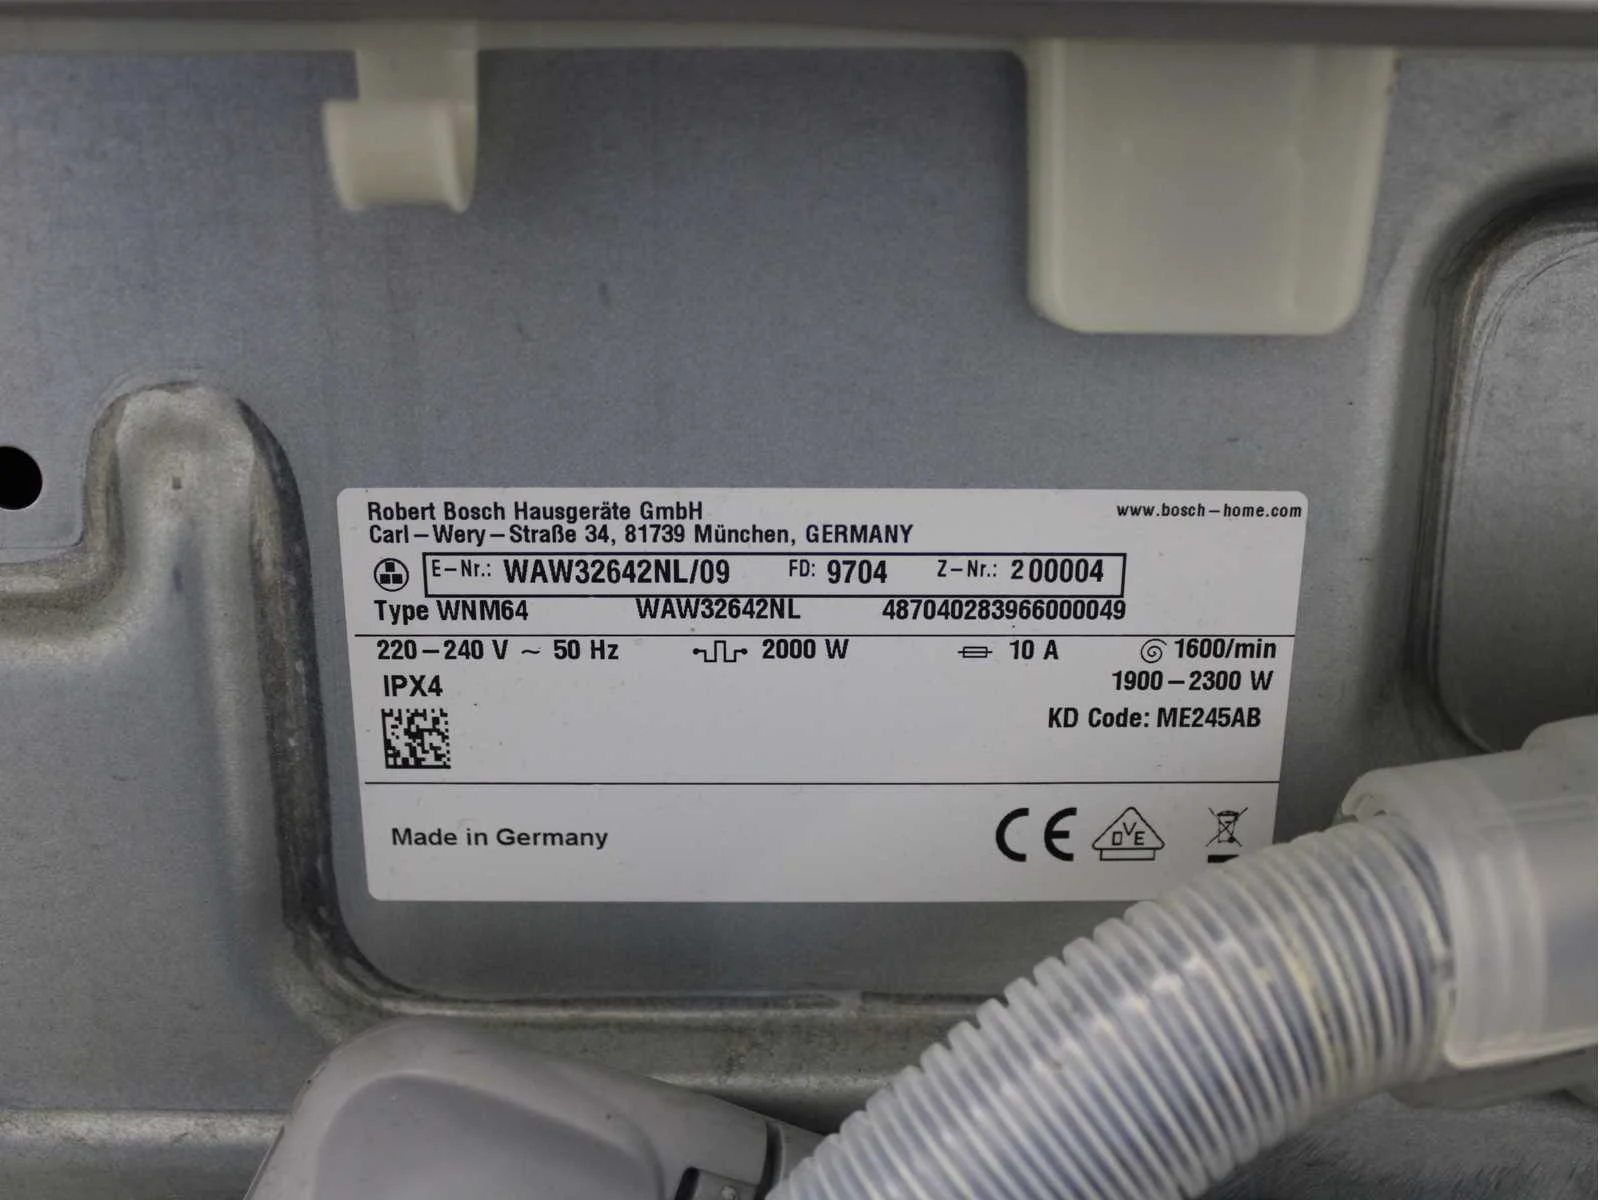 Robert Bosch Hausgeräte GmbH www.bosch-home.com
Carl-Wery-Straße 34, 81739 München, GERMANY
E-Nr.: WAW32642NL/09 FD: 9704 Z-Nr.: 200004
Type WNM64 WAW32642NL 487040283966000049
220-240 V ~ 50 Hz 2000 W 10 A 1600/min
IPX4 1900-2300 W
KD Code: ME245AB
Made in Germany CE DVE